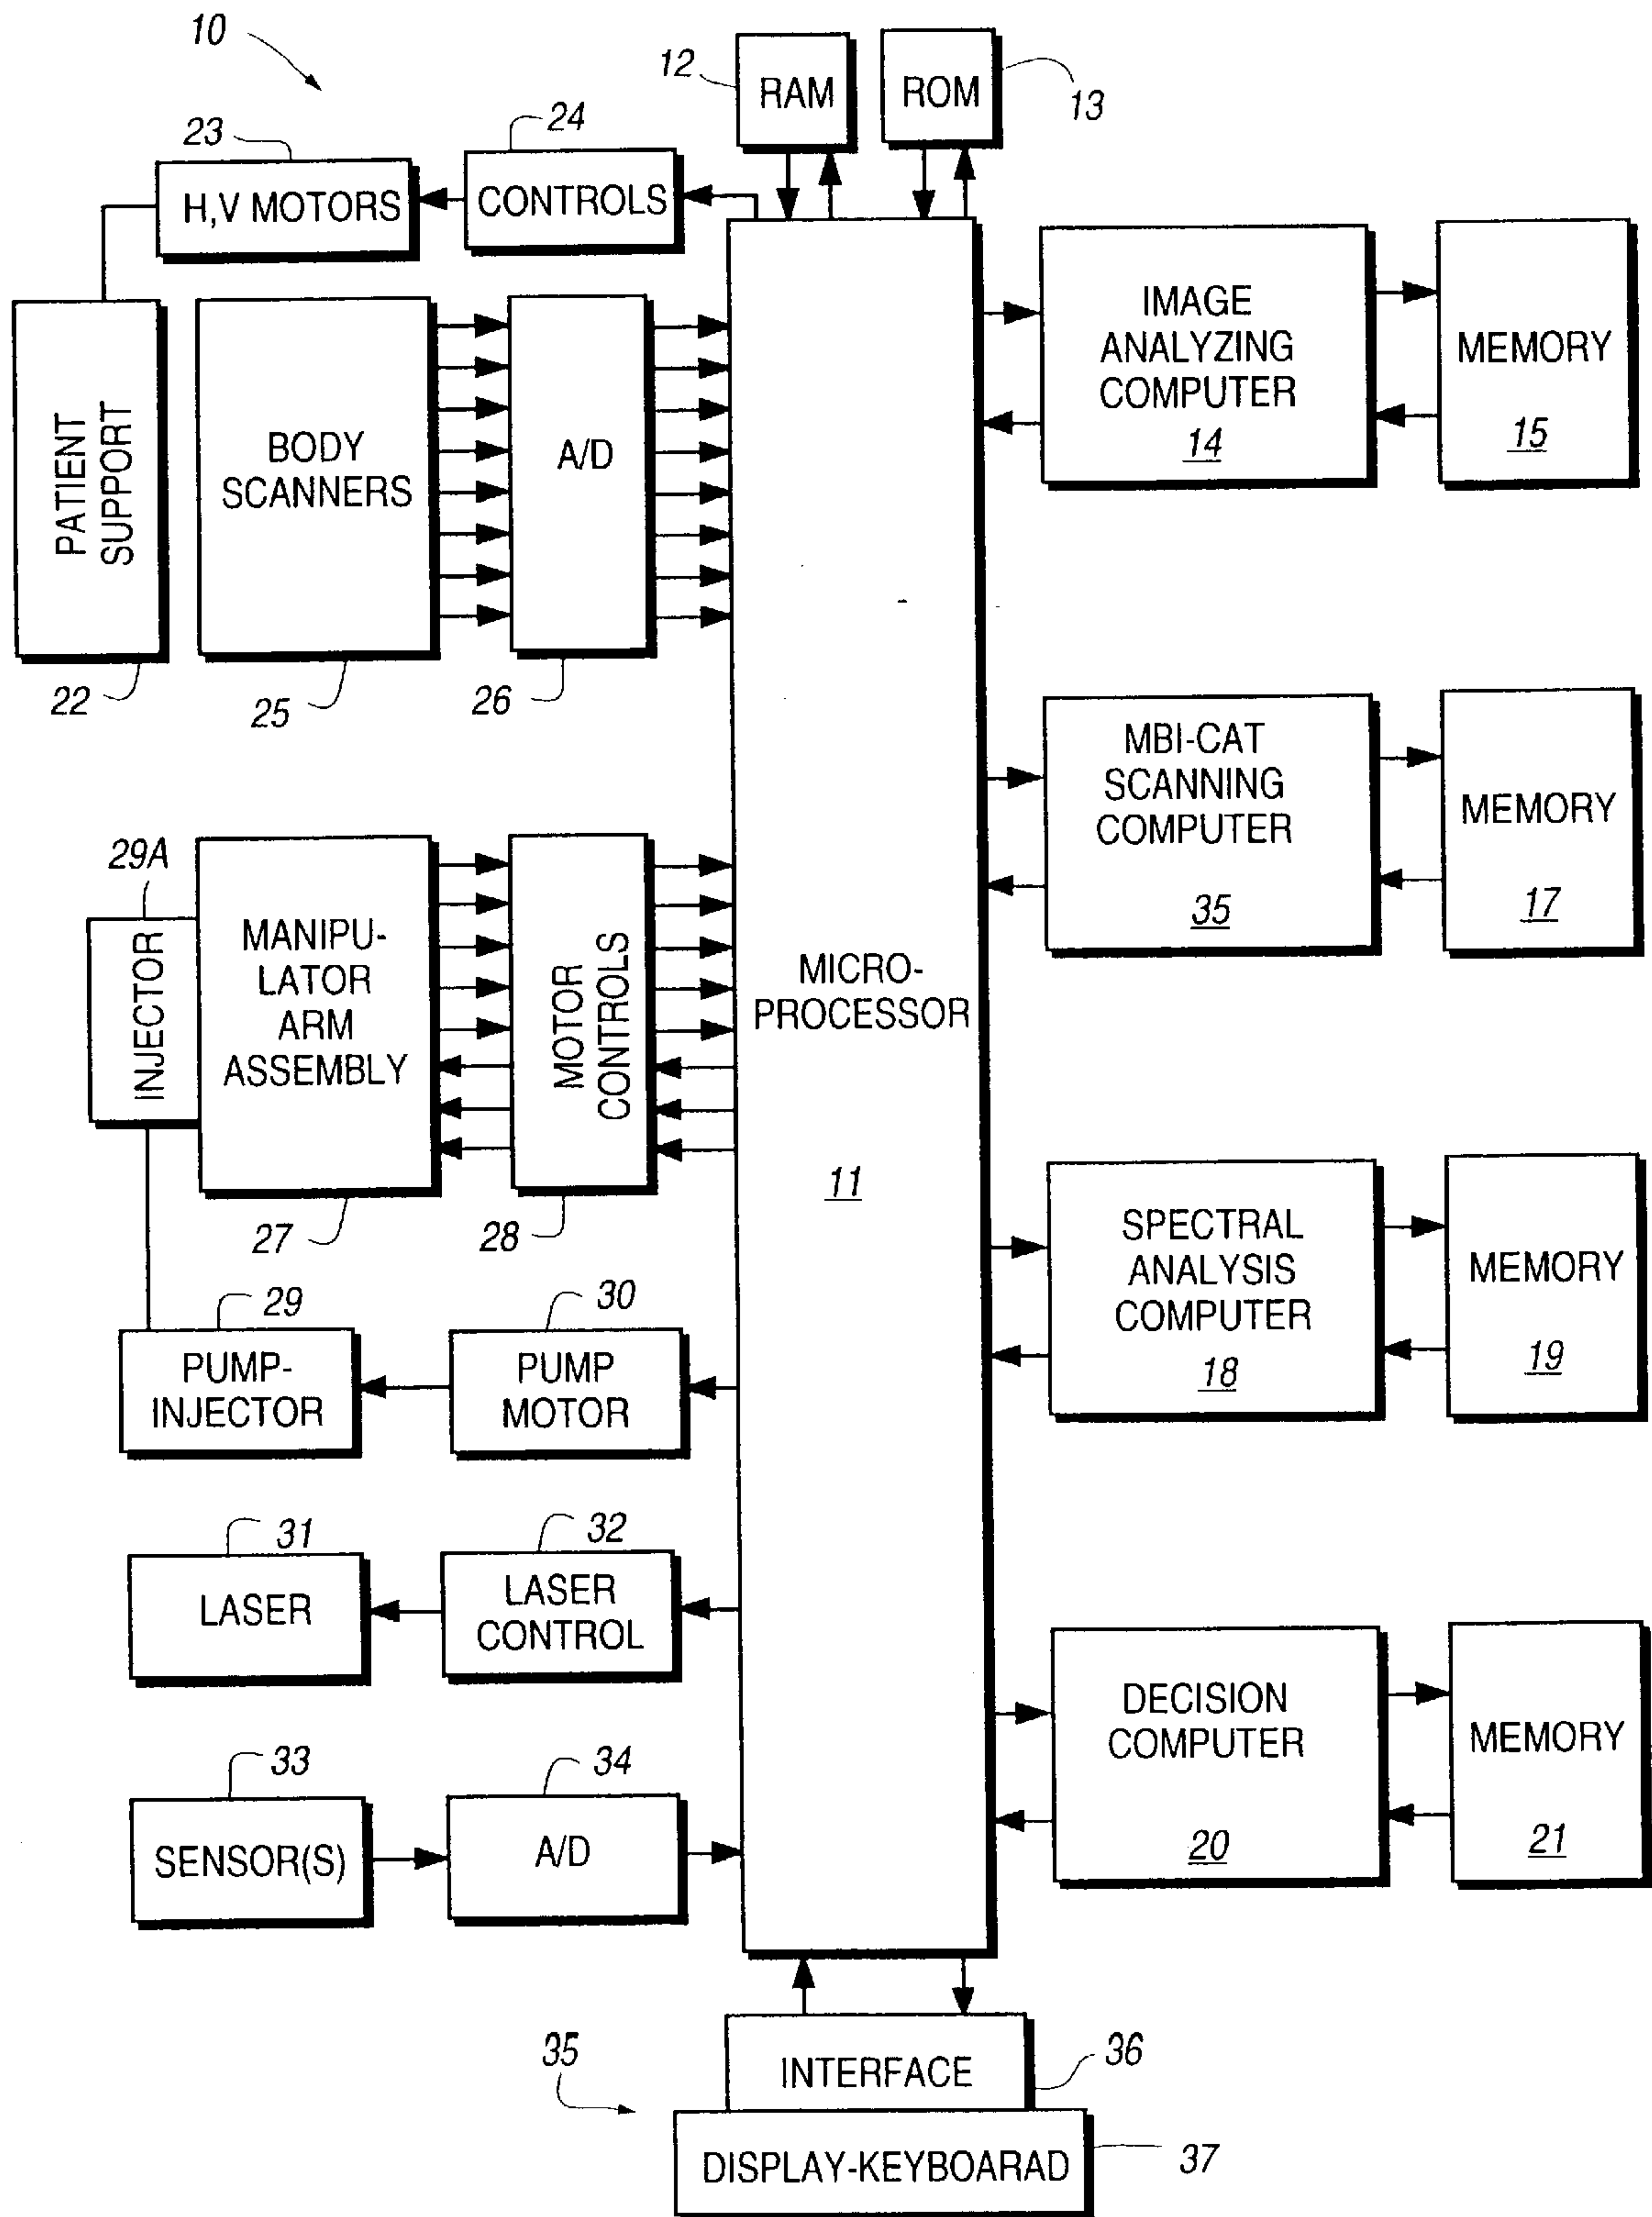 10
12
RAM
ROM
13
23
24
H,V MOTORS
CONTROLS
PATIENT
SUPPORT
22
BODY
SCANNERS
25
A/D
26
IMAGE
ANALYZING
COMPUTER
14
MEMORY
15
MBI-CAT
SCANNING
COMPUTER
35
MEMORY
17
29A
INJECTOR
MANIPU-
LATOR
ARM
ASSEMBLY
27
MOTOR
CONTROLS
28
MICRO-
PROCESSOR
11
SPECTRAL
ANALYSIS
COMPUTER
18
MEMORY
19
29
PUMP-
INJECTOR
30
PUMP
MOTOR
31
LASER
32
LASER
CONTROL
DECISION
COMPUTER
20
MEMORY
21
33
SENSOR(S)
34
A/D
35
INTERFACE
36
DISPLAY-KEYBOARAD
37